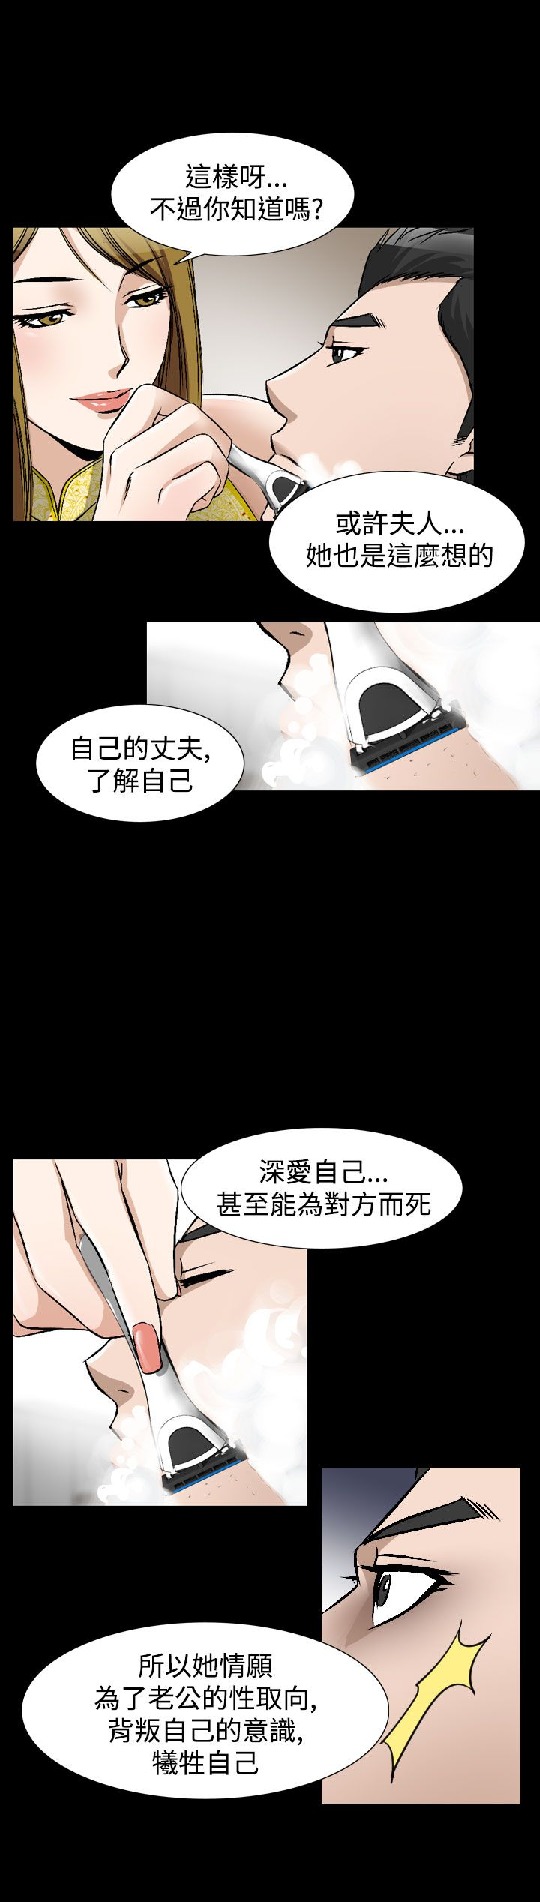 這樣呀...
不過你知道嗎?
或許夫人...
她也是這麼想的
自己的丈夫,
了解自己
深愛自己...
甚至能為對方而死
所以她情願
為了老公的性取向,
背叛自己的意識,
犧牲自己